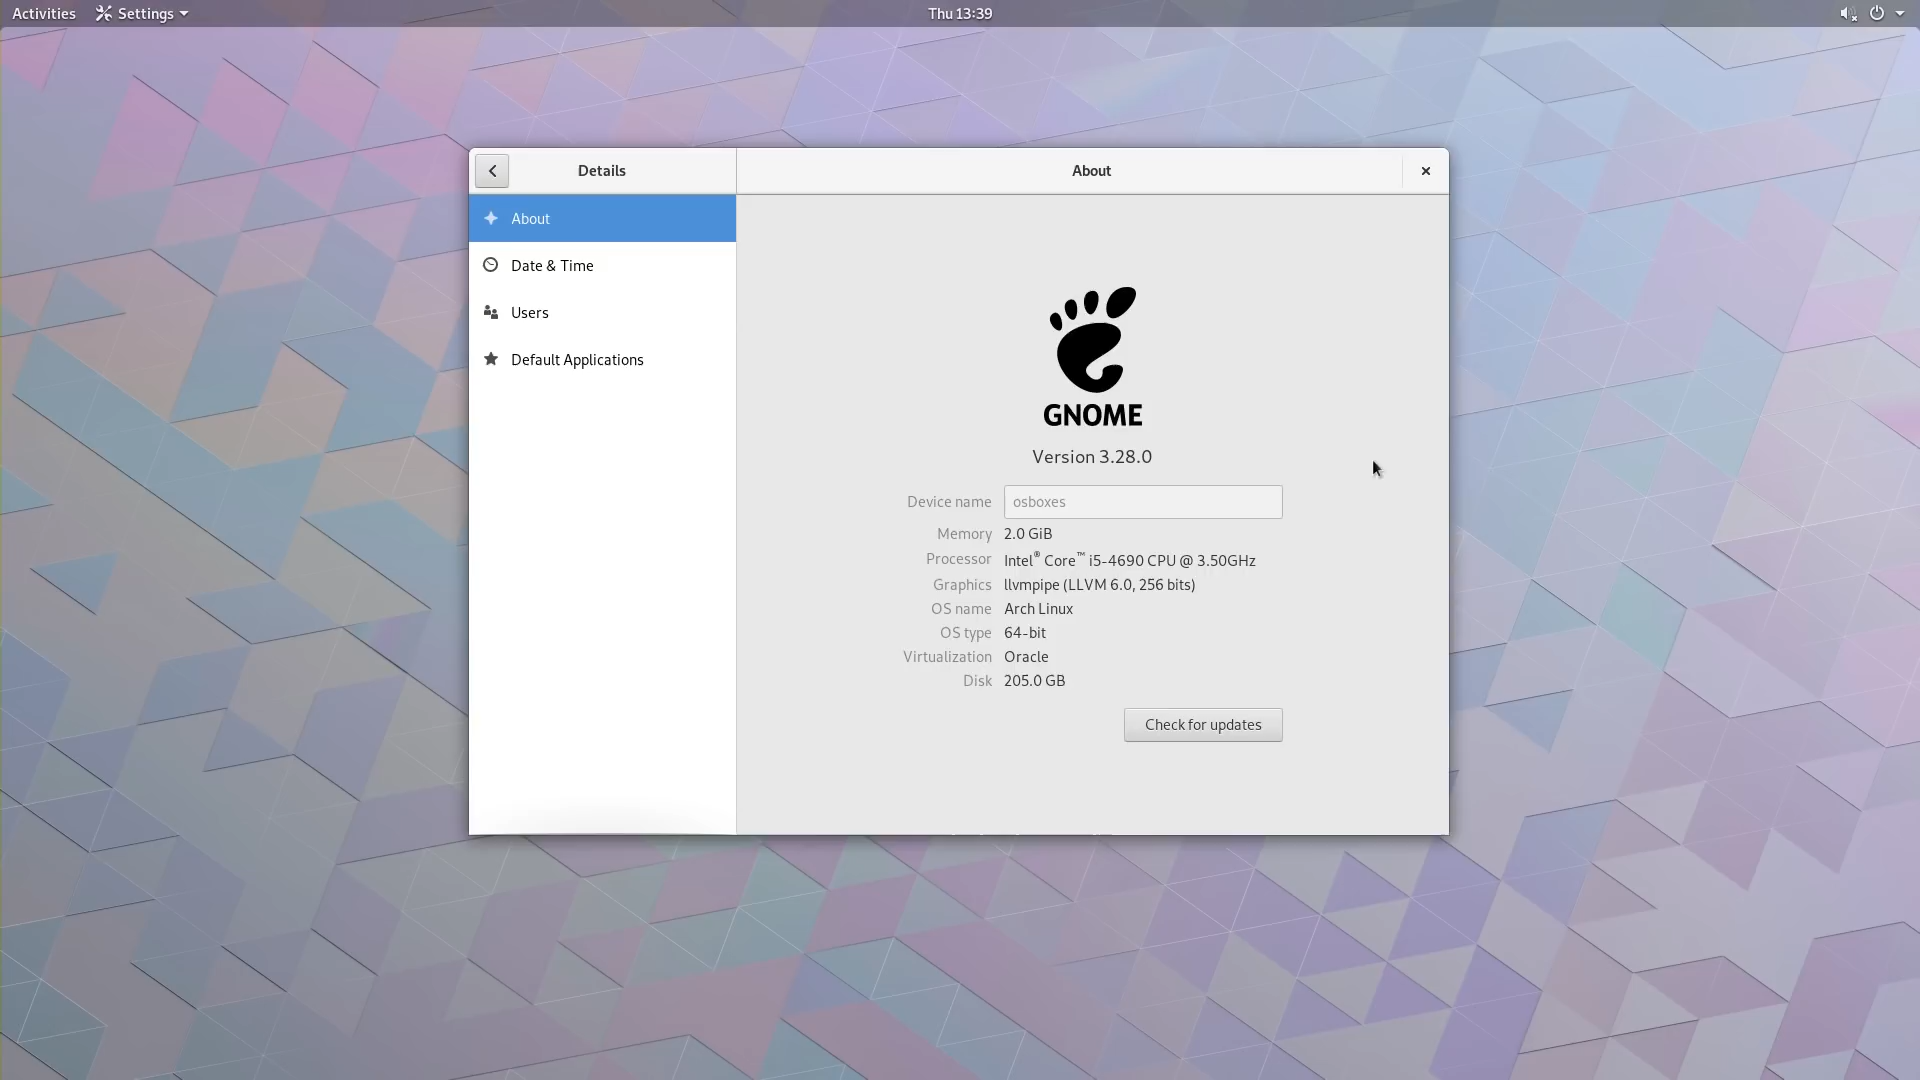 Activities Settings Thu 13:39
Details About
About
Date & Time
Users
Default Applications
GNOME
Version 3.28.0
Device name osboxes
Memory 2.0 GiB
Processor Intel® Core™ i5-4690 CPU @ 3.50GHz
Graphics llvmpipe (LLVM 6.0, 256 bits)
OS name Arch Linux
OS type 64-bit
Virtualization Oracle
Disk 205.0 GB
Check for updates